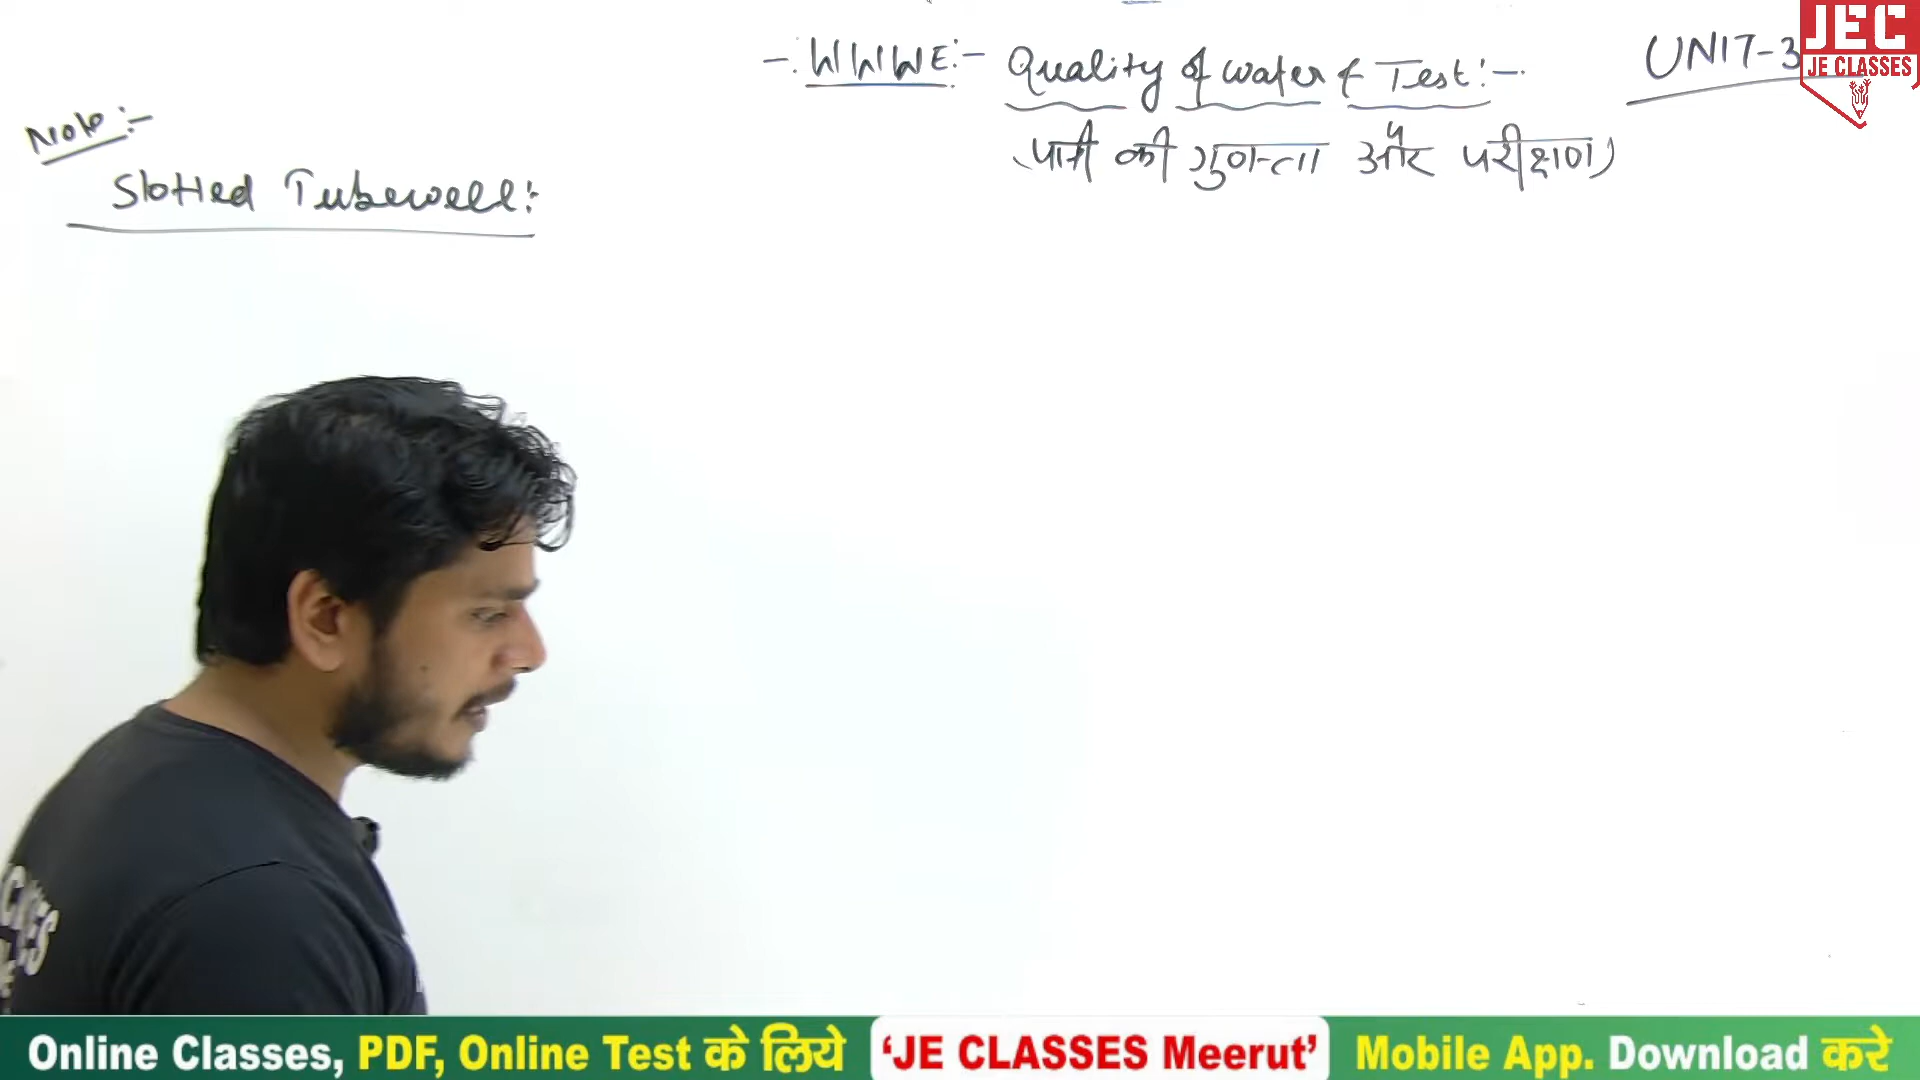 -: WWWE:- Quality of water & Test:-
UNIT-3
(पानी की गुणवत्ता और परीक्षण)
Note:-
Slotted Tubewell:
JEC
JE CLASSES
Online Classes, PDF, Online Test के लिये 'JE CLASSES Meerut' Mobile App. Download करे